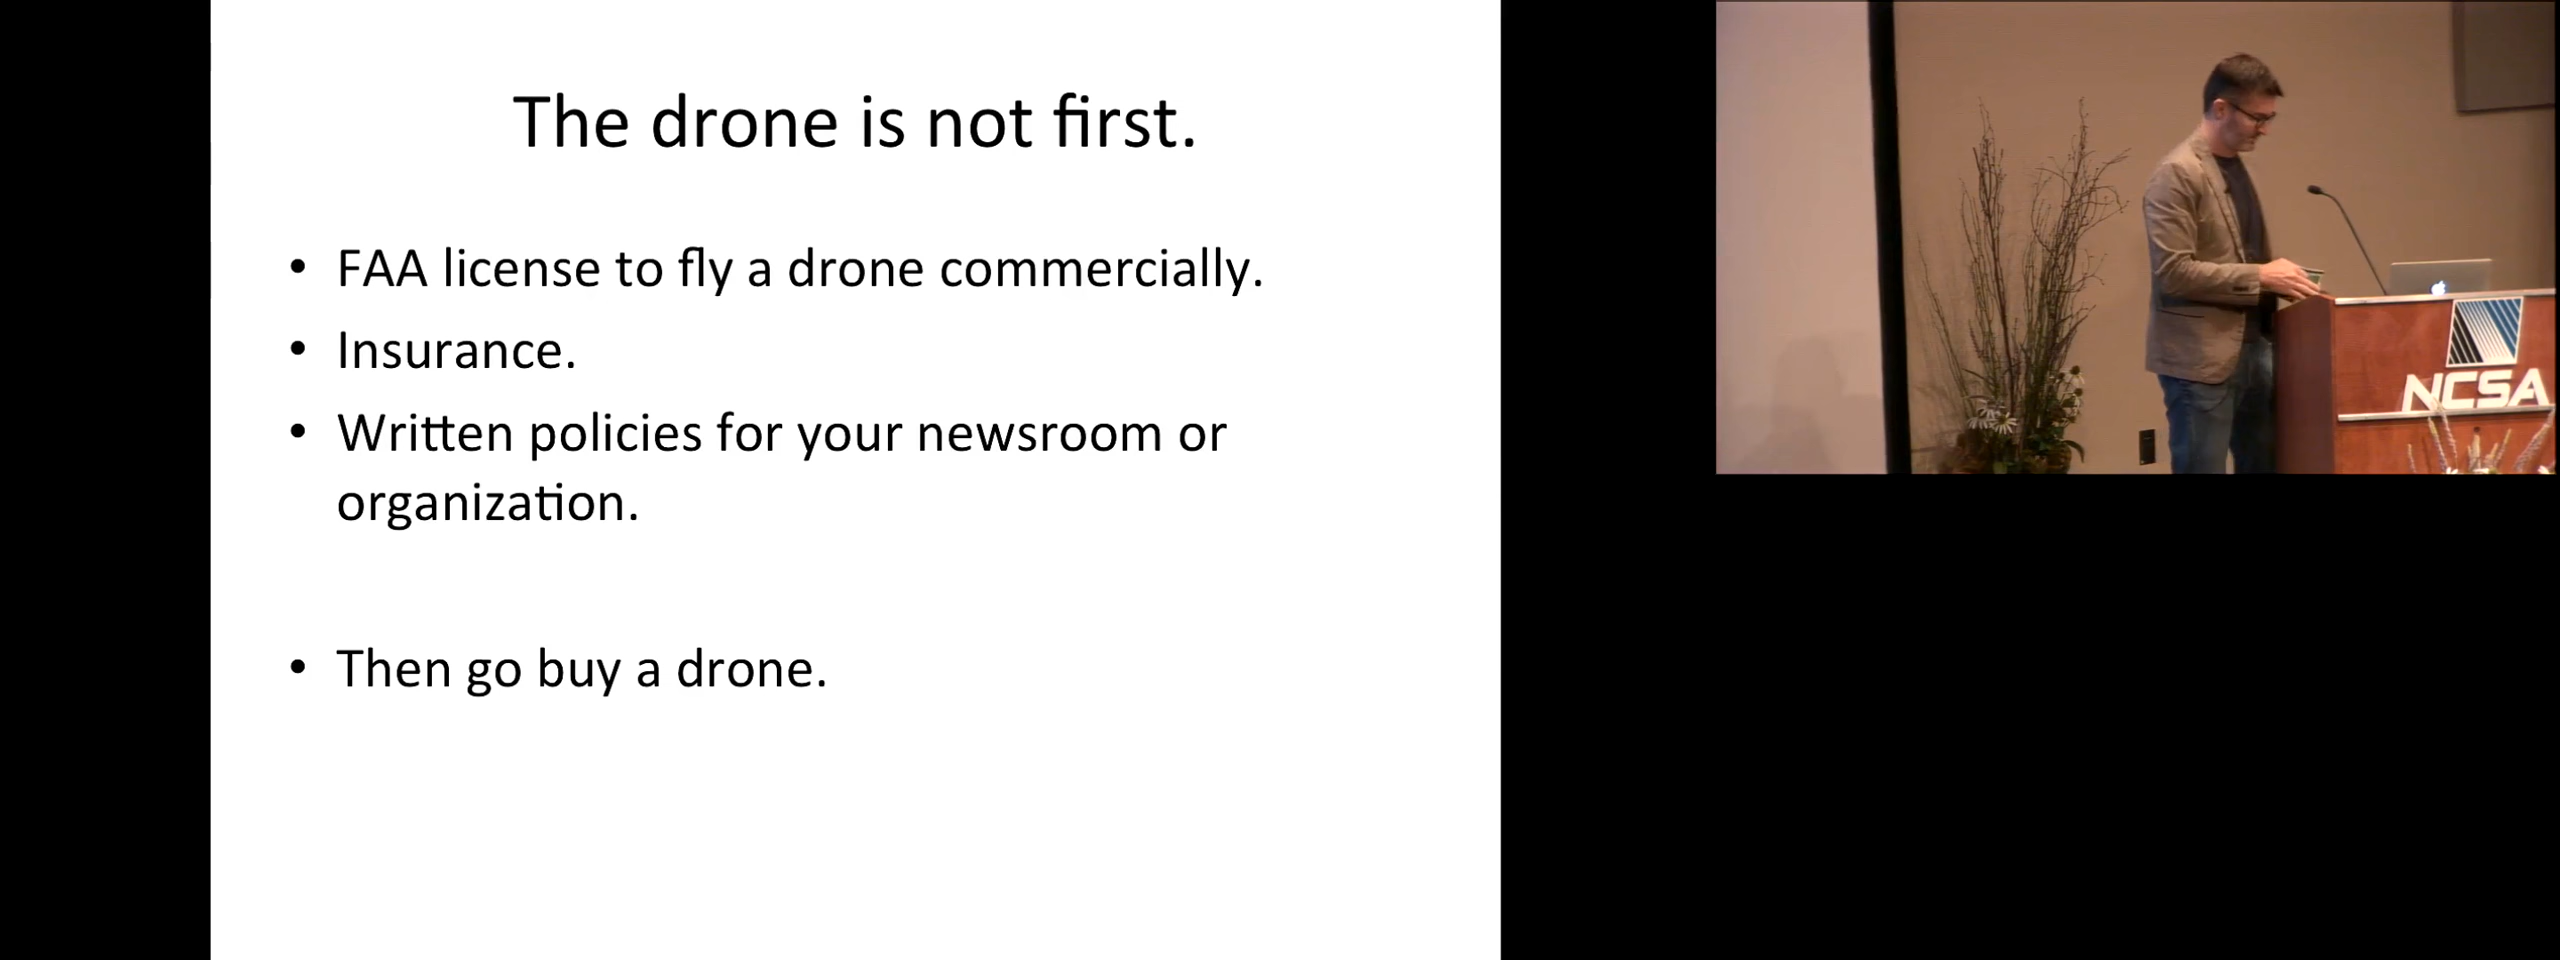 The drone is not first.
• FAA license to fly a drone commercially.
• Insurance.
• Written policies for your newsroom or
organization.
• Then go buy a drone.
NCSA